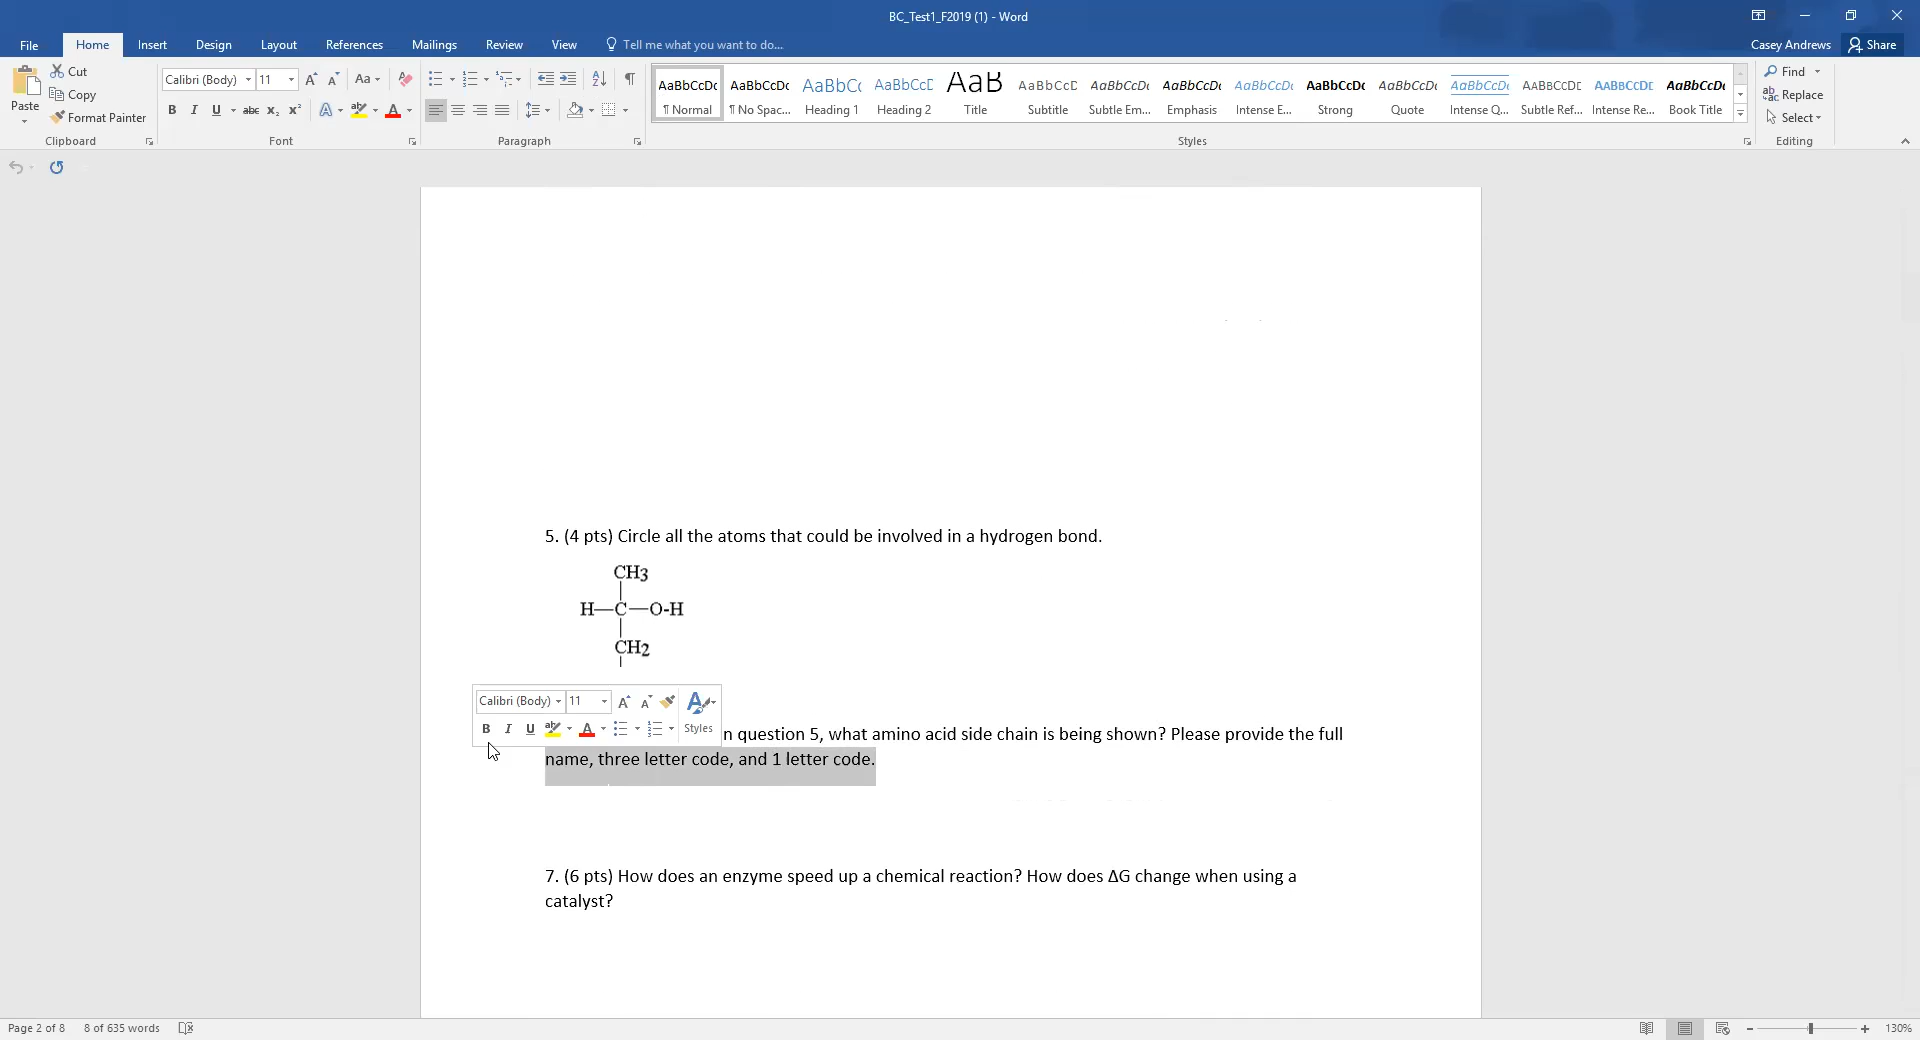 BC_Test1_F2019 (1) - Word
File Home Insert Design Layout References Mailings Review View Tell me what you want to do... Casey Andrews Share
Paste Cut Copy Format Painter
Calibri (Body) 11 Aa
B I U abc x₂ x² A A
AaBbCcDc AaBbCcDc AaBbCc AaBbCcD AaB AaBbCcD AaBbCcDc AaBbCcDc AaBbCcDc AaBbCcDc AaBbCcDc AaBbCcDc AABBCCDD AABBCCDD AaBbCcDc
¶ Normal ¶ No Spac... Heading 1 Heading 2 Title Subtitle Subtle Em... Emphasis Intense E... Strong Quote Intense Q... Subtle Ref... Intense Re... Book Title
Find
Replace
Select
Clipboard Font Paragraph Styles Editing
5. (4 pts) Circle all the atoms that could be involved in a hydrogen bond.
CH3
H—C—O-H
CH2
Calibri (Body) 11 A A
B I U A Styles
n question 5, what amino acid side chain is being shown? Please provide the full
name, three letter code, and 1 letter code.
7. (6 pts) How does an enzyme speed up a chemical reaction? How does ΔG change when using a
catalyst?
Page 2 of 8 8 of 635 words 130%